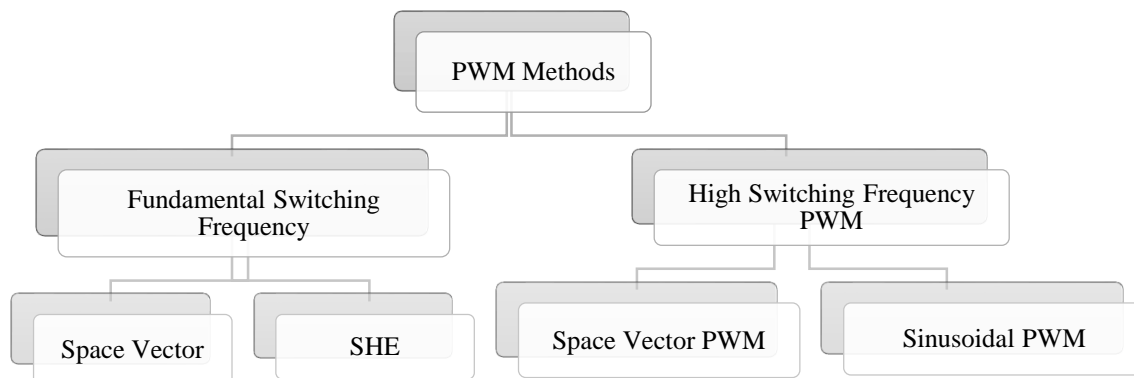 PWM Methods
Fundamental Switching
Frequency
High Switching Frequency
PWM
Space Vector
SHE
Space Vector PWM
Sinusoidal PWM